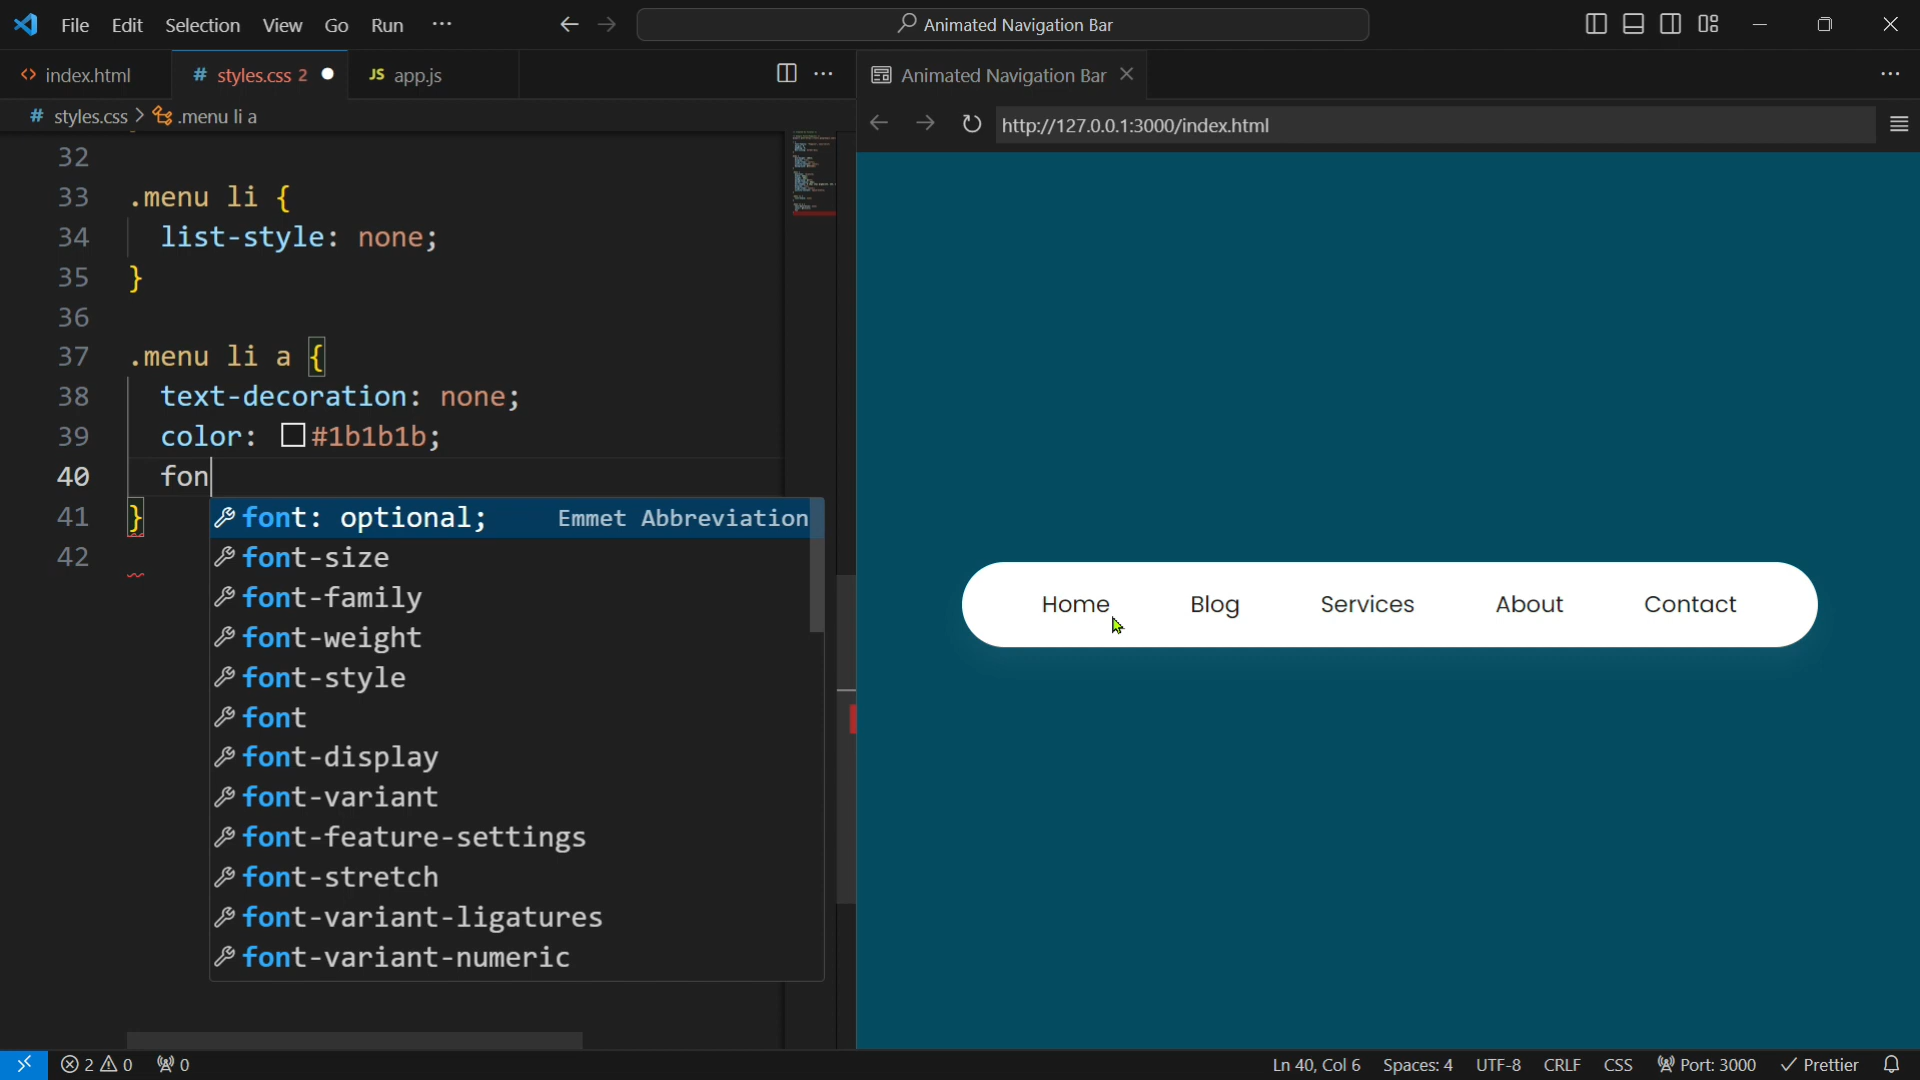 File Edit Selection View Go Run ··· Animated Navigation Bar
index.html # styles.css 2 JS app.js ··· Animated Navigation Bar ···
# styles.css > .menu li a
http://127.0.0.1:3000/index.html
32
33 .menu li {
34 list-style: none;
35 }
36
37 .menu li a {
38 text-decoration: none;
39 color: #1b1b1b;
40 fon
41 }
42
font: optional; Emmet Abbreviation
font-size
font-family
font-weight
font-style
font
font-display
font-variant
font-feature-settings
font-stretch
font-variant-ligatures
font-variant-numeric
Home Blog Services About Contact
2 0 0 Ln 40, Col 6 Spaces: 4 UTF-8 CRLF CSS Port: 3000 Prettier